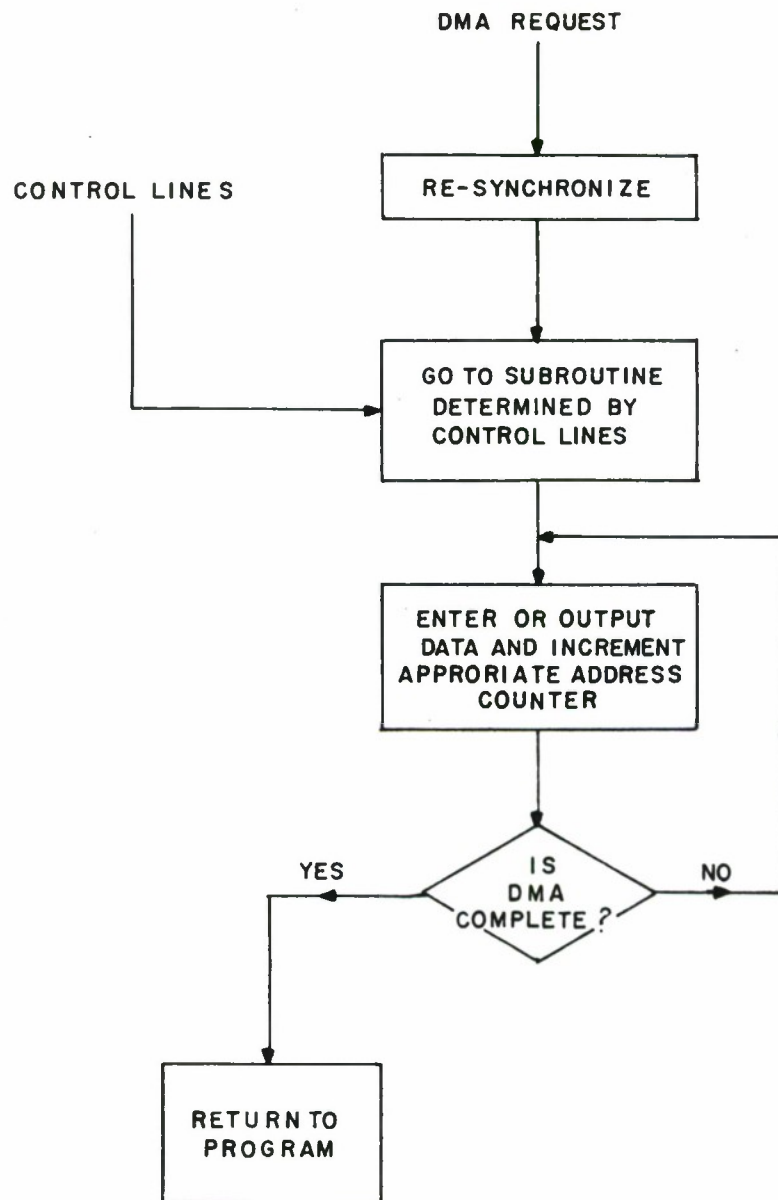 DMA REQUEST
CONTROL LINES
RE-SYNCHRONIZE
GO TO SUBROUTINE
DETERMINED BY
CONTROL LINES
ENTER OR OUTPUT
DATA AND INCREMENT
APPRORIATE ADDRESS
COUNTER
IS
DMA
COMPLETE?
YES
NO
RETURN TO
PROGRAM